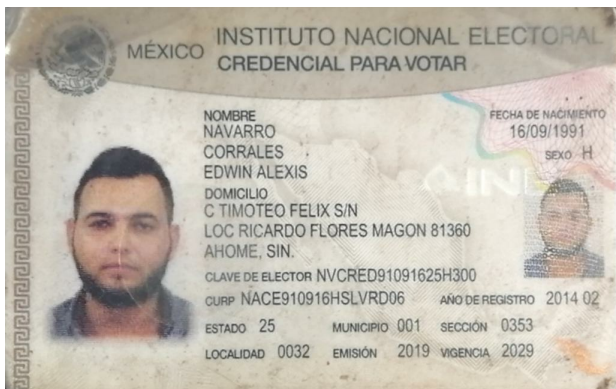 MÉXICO
INSTITUTO NACIONAL ELECTORAL
CREDENCIAL PARA VOTAR
NOMBRE
NAVARRO
CORRALES
EDWIN ALEXIS
FECHA DE NACIMIENTO
16/09/1991
SEXO H
DOMICILIO
C TIMOTEO FELIX S/N
LOC RICARDO FLORES MAGON 81360
AHOME, SIN.
INE
CLAVE DE ELECTOR NVCRED91091625H300
CURP NACE910916HSLVRD06 AÑO DE REGISTRO 2014 02
ESTADO 25 MUNICIPIO 001 SECCIÓN 0353
LOCALIDAD 0032 EMISIÓN 2019 VIGENCIA 2029